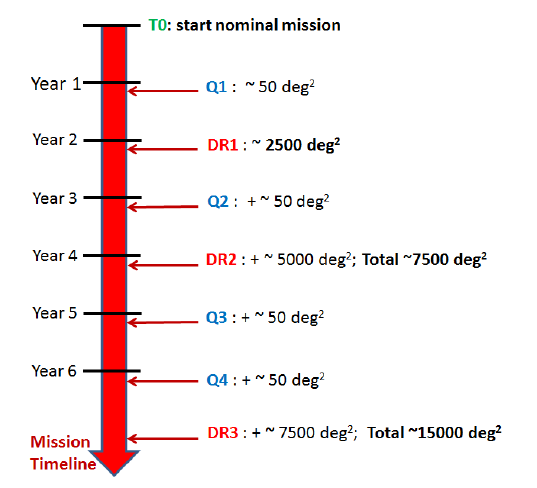 T0: start nominal mission
Year 1
Q1 : ~ 50 deg²
Year 2
DR1 : ~ 2500 deg²
Year 3
Q2 : + ~ 50 deg²
Year 4
DR2 : + ~ 5000 deg²; Total ~7500 deg²
Year 5
Q3 : + ~ 50 deg²
Year 6
Q4 : + ~ 50 deg²
DR3 : + ~ 7500 deg²; Total ~15000 deg²
Mission
Timeline